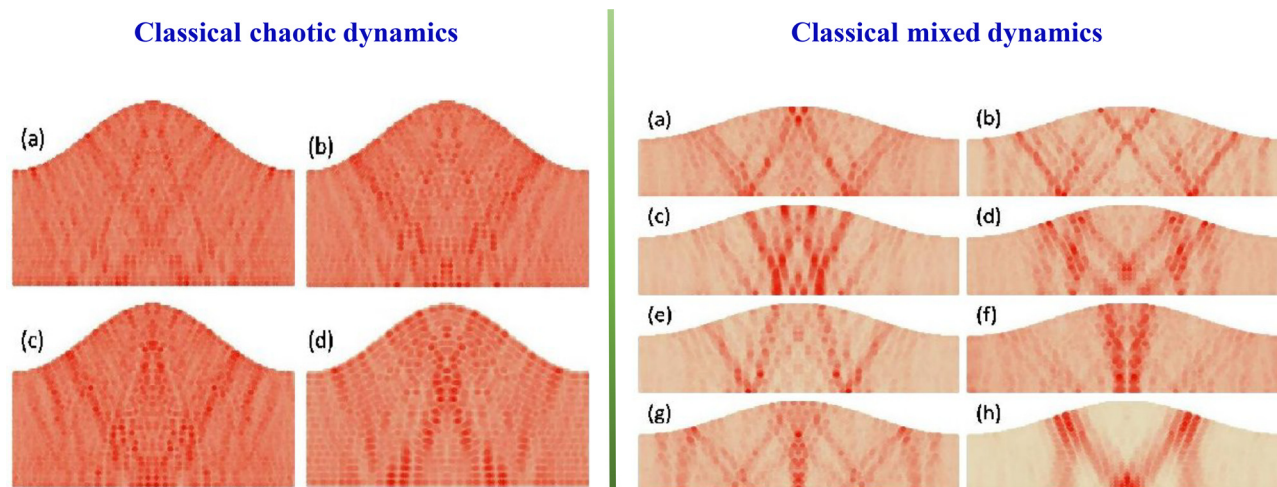 Classical chaotic dynamics
(a)
(b)
(c)
(d)
Classical mixed dynamics
(a)
(b)
(c)
(d)
(e)
(f)
(g)
(h)